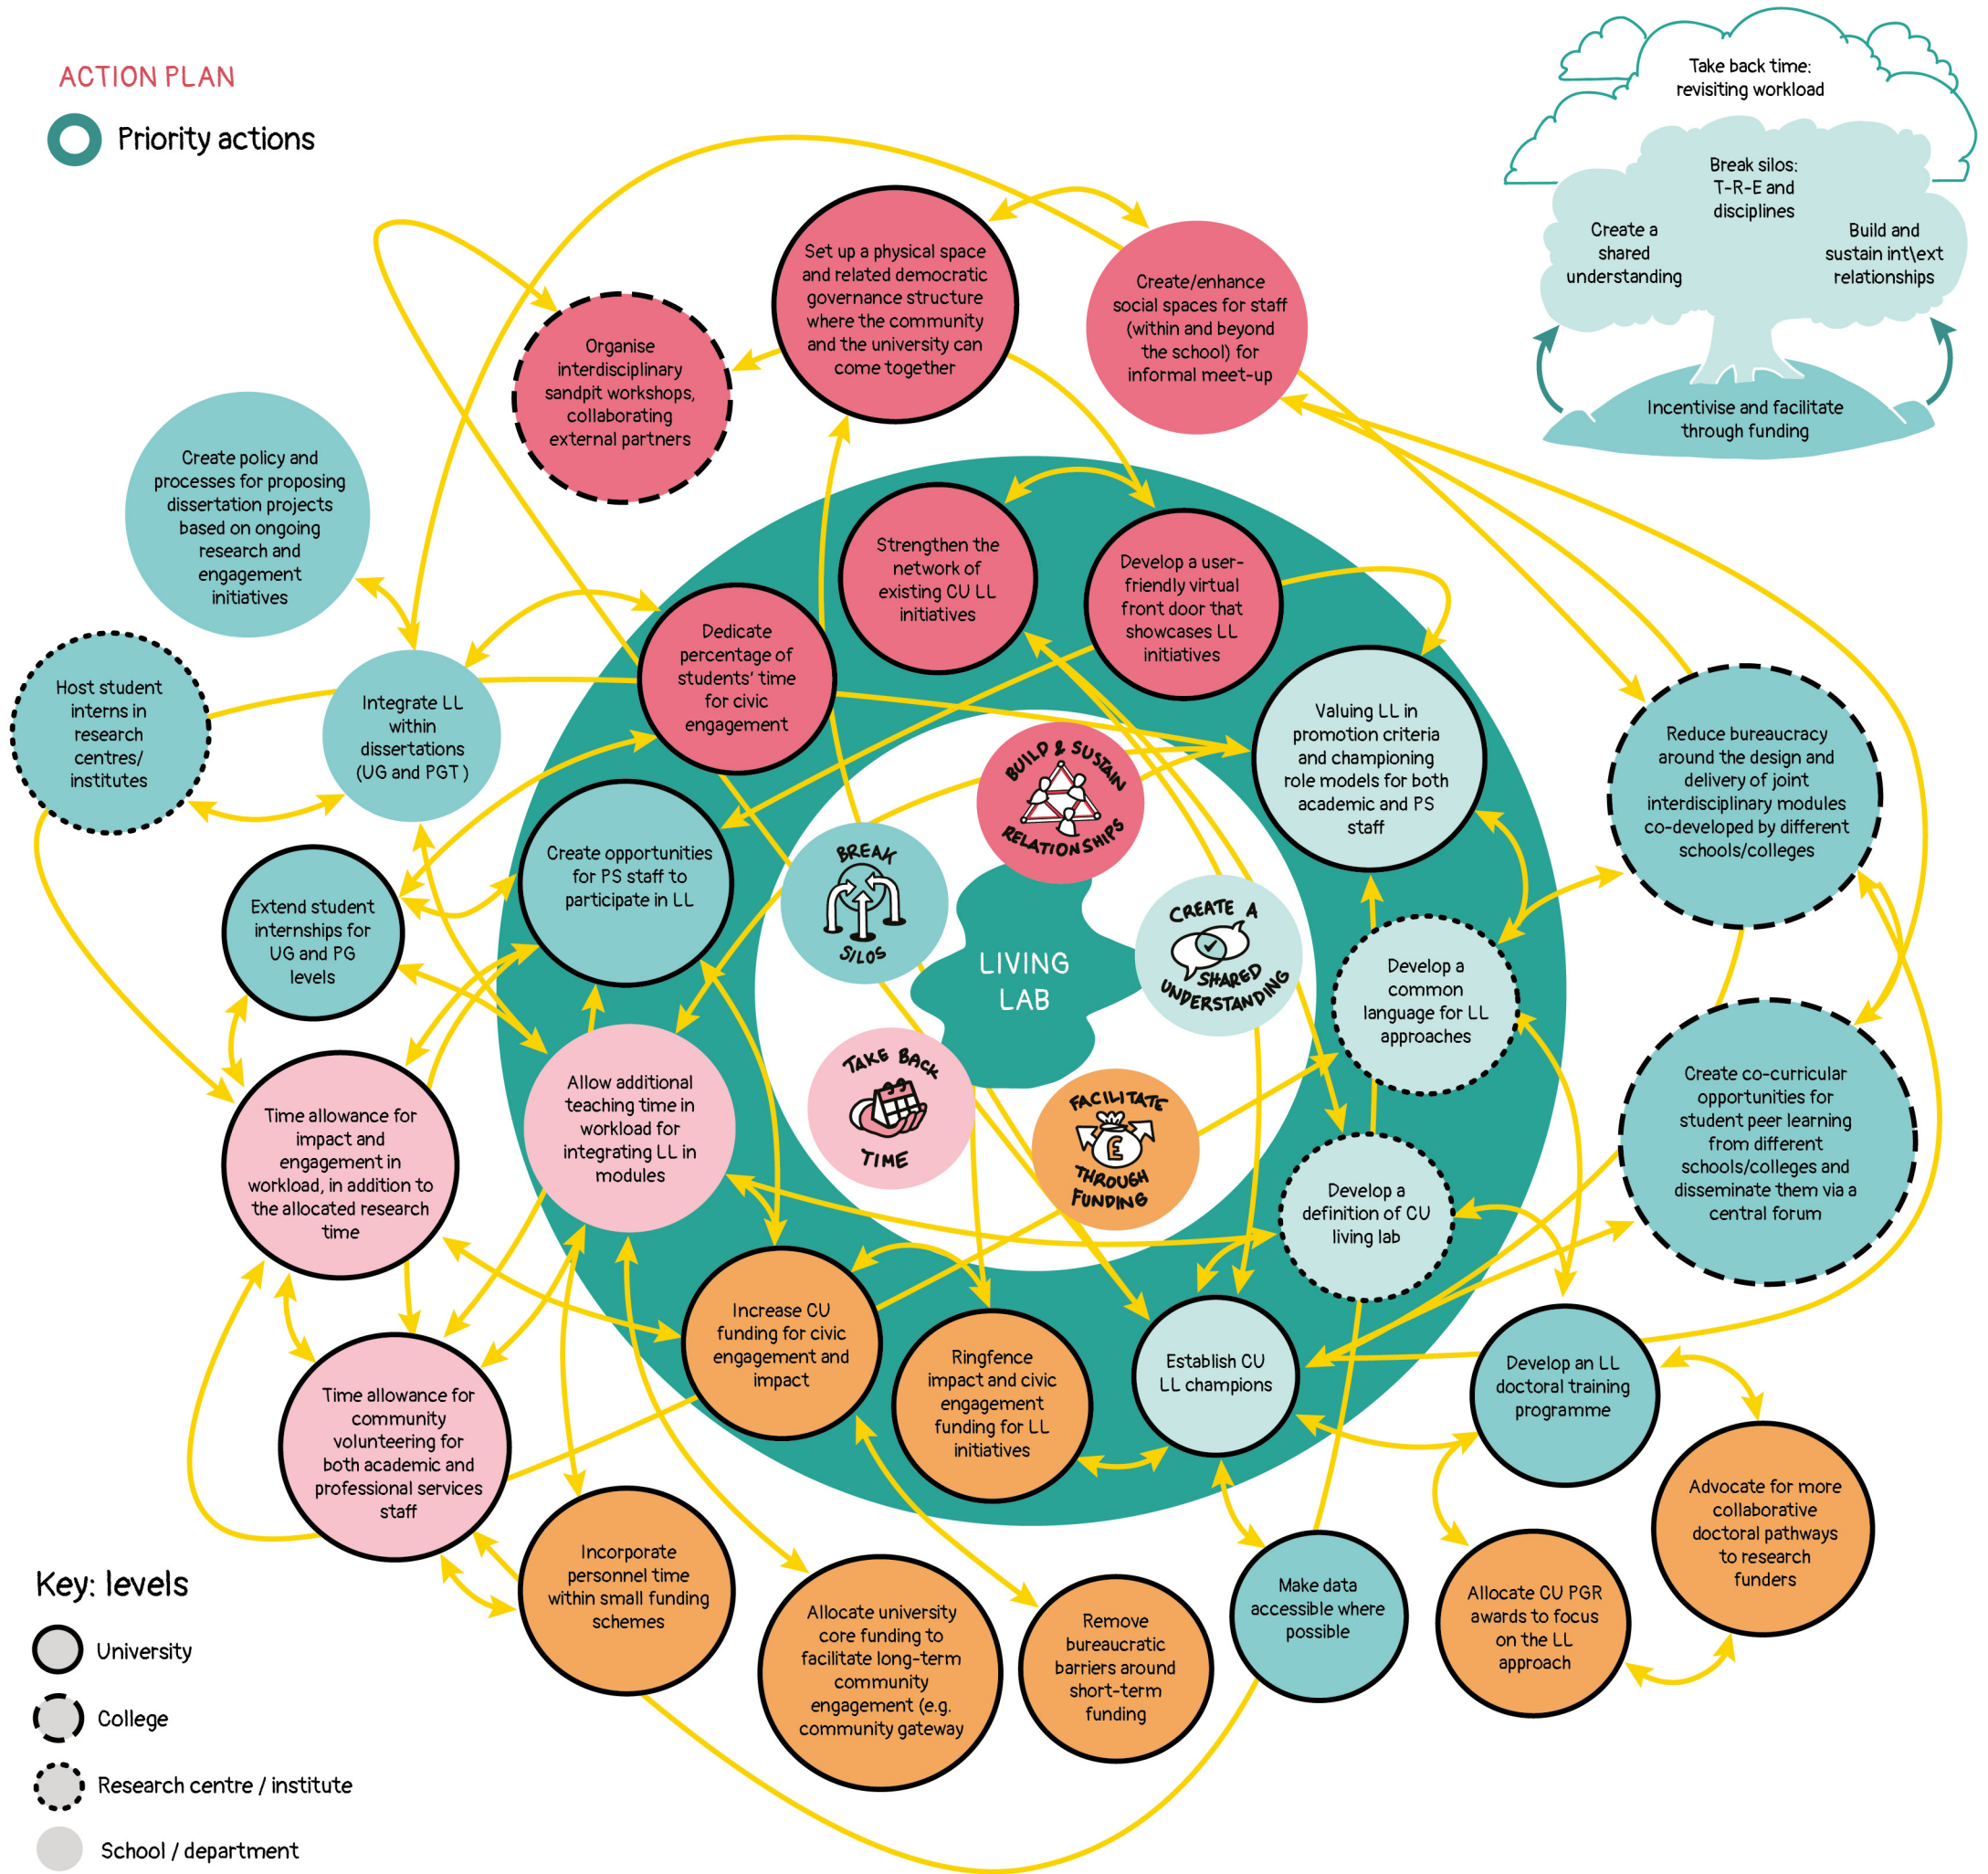 ACTION PLAN
Priority actions
Take back time:
revisiting workload
Break silos:
T-R-E and
disciplines
Create a
shared
understanding
Build and
sustain int\ext
relationships
Incentivise and facilitate
through funding
Set up a physical space
and related democratic
governance structure
where the community
and the university can
come together
Create/enhance
social spaces for staff
(within and beyond
the school) for
informal meet-up
Organise
interdisciplinary
sandpit workshops,
collaborating
external partners
Create policy and
processes for proposing
dissertation projects
based on ongoing
research and
engagement
initiatives
Strengthen the
network of
existing CU LL
initiatives
Develop a user-
friendly virtual
front door that
showcases LL
initiatives
Dedicate
percentage of
students' time
for civic
engagement
Host student
interns in
research
centres/
institutes
Integrate LL
within
dissertations
(UG and PGT )
Valuing LL in
promotion criteria
and championing
role models for both
academic and PS
staff
Reduce bureaucracy
around the design and
delivery of joint
interdisciplinary modules
co-developed by different
schools/colleges
BUILD & SUSTAIN
RELATIONSHIPS
Create opportunities
for PS staff to
participate in LL
BREAK
SILOS
Extend student
internships for
UG and PG
levels
CREATE A
SHARED
UNDERSTANDING
LIVING
LAB
Develop a
common
language for LL
approaches
Allow additional
teaching time in
workload for
integrating LL in
modules
TAKE BACK
TIME
FACILITATE
£
THROUGH
FUNDING
Create co-curricular
opportunities for
student peer learning
from different
schools/colleges and
disseminate them via a
central forum
Time allowance for
impact and
engagement in
workload, in addition to
the allocated research
time
Develop a
definition of CU
living lab
Increase CU
funding for civic
engagement and
impact
Ringfence
impact and civic
engagement
funding for LL
initiatives
Establish CU
LL champions
Develop an LL
doctoral training
programme
Time allowance for
community
volunteering for
both academic and
professional services
staff
Advocate for more
collaborative
doctoral pathways
to research
funders
Incorporate
personnel time
within small funding
schemes
Allocate university
core funding to
facilitate long-term
community
engagement (e.g.
community gateway
Remove
bureaucratic
barriers around
short-term
funding
Make data
accessible where
possible
Allocate CU PGR
awards to focus
on the LL
approach
Key: levels
University
College
Research centre / institute
School / department